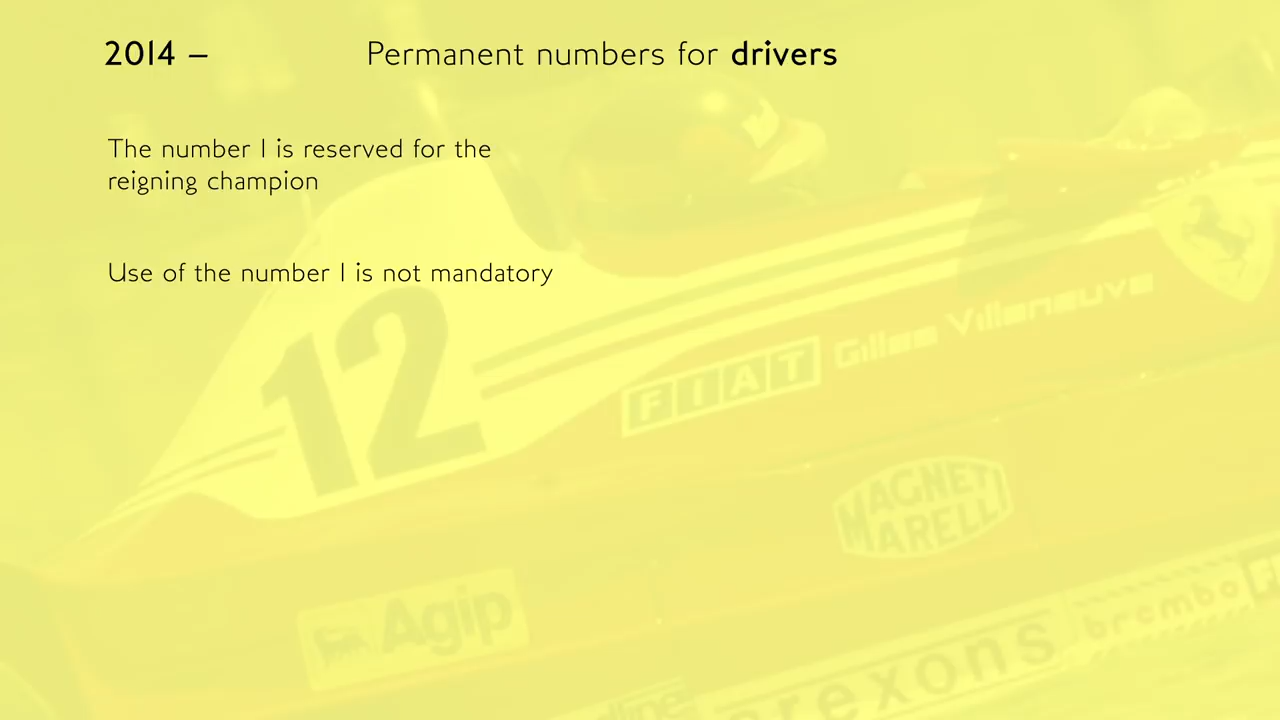 2014 – Permanent numbers for drivers
The number 1 is reserved for the
reigning champion
Use of the number 1 is not mandatory
12
FIAT Gilles Villeneuve
MAGNETI
MARELLI
Agip
brembo
rexons